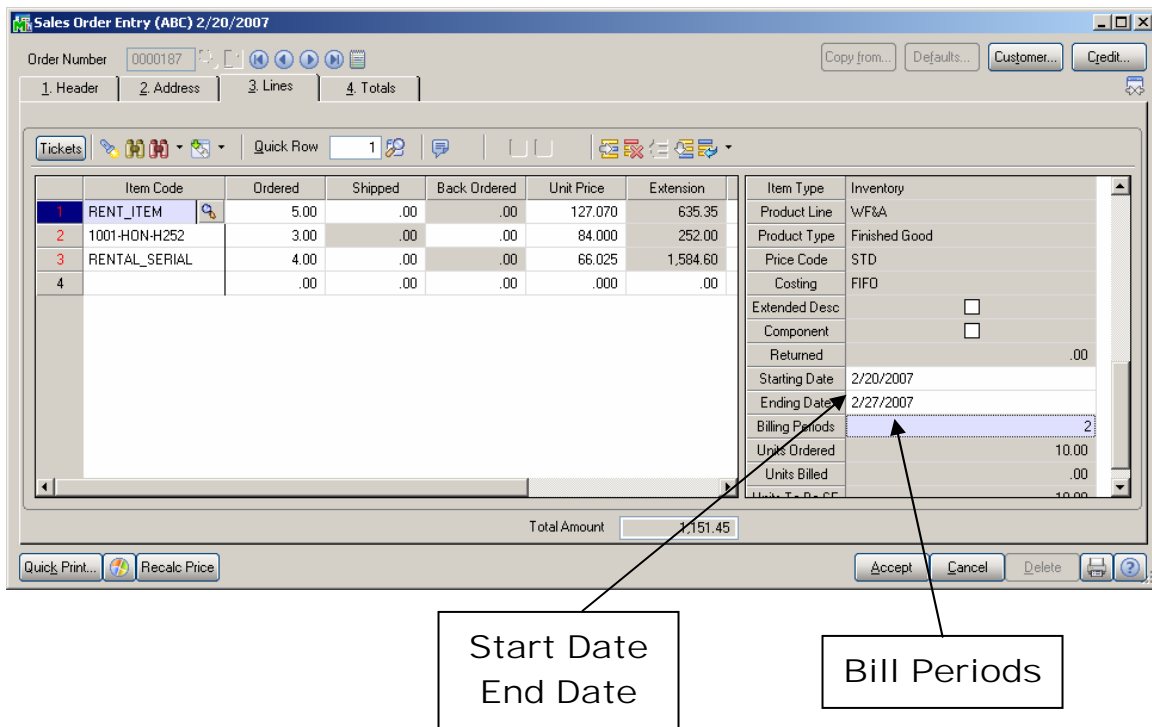 Sales Order Entry (ABC) 2/20/2007
Order Number 0000187 Copy from... Defaults... Customer... Credit...
1. Header 2. Address 3. Lines 4. Totals
Tickets Quick Row 1
Item Code Ordered Shipped Back Ordered Unit Price Extension
1 RENT_ITEM 5.00 .00 .00 127.070 635.35
2 1001-HON-H252 3.00 .00 .00 84.000 252.00
3 RENTAL_SERIAL 4.00 .00 .00 66.025 1,584.60
4 .00 .00 .00 .000 .00
Item Type Inventory
Product Line WF&A
Product Type Finished Good
Price Code STD
Costing FIFO
Extended Desc
Component
Returned .00
Starting Date 2/20/2007
Ending Date 2/27/2007
Billing Periods 2
Units Ordered 10.00
Units Billed .00
Total Amount 1,151.45
Quick Print... Recalc Price Accept Cancel Delete
Start Date
End Date
Bill Periods